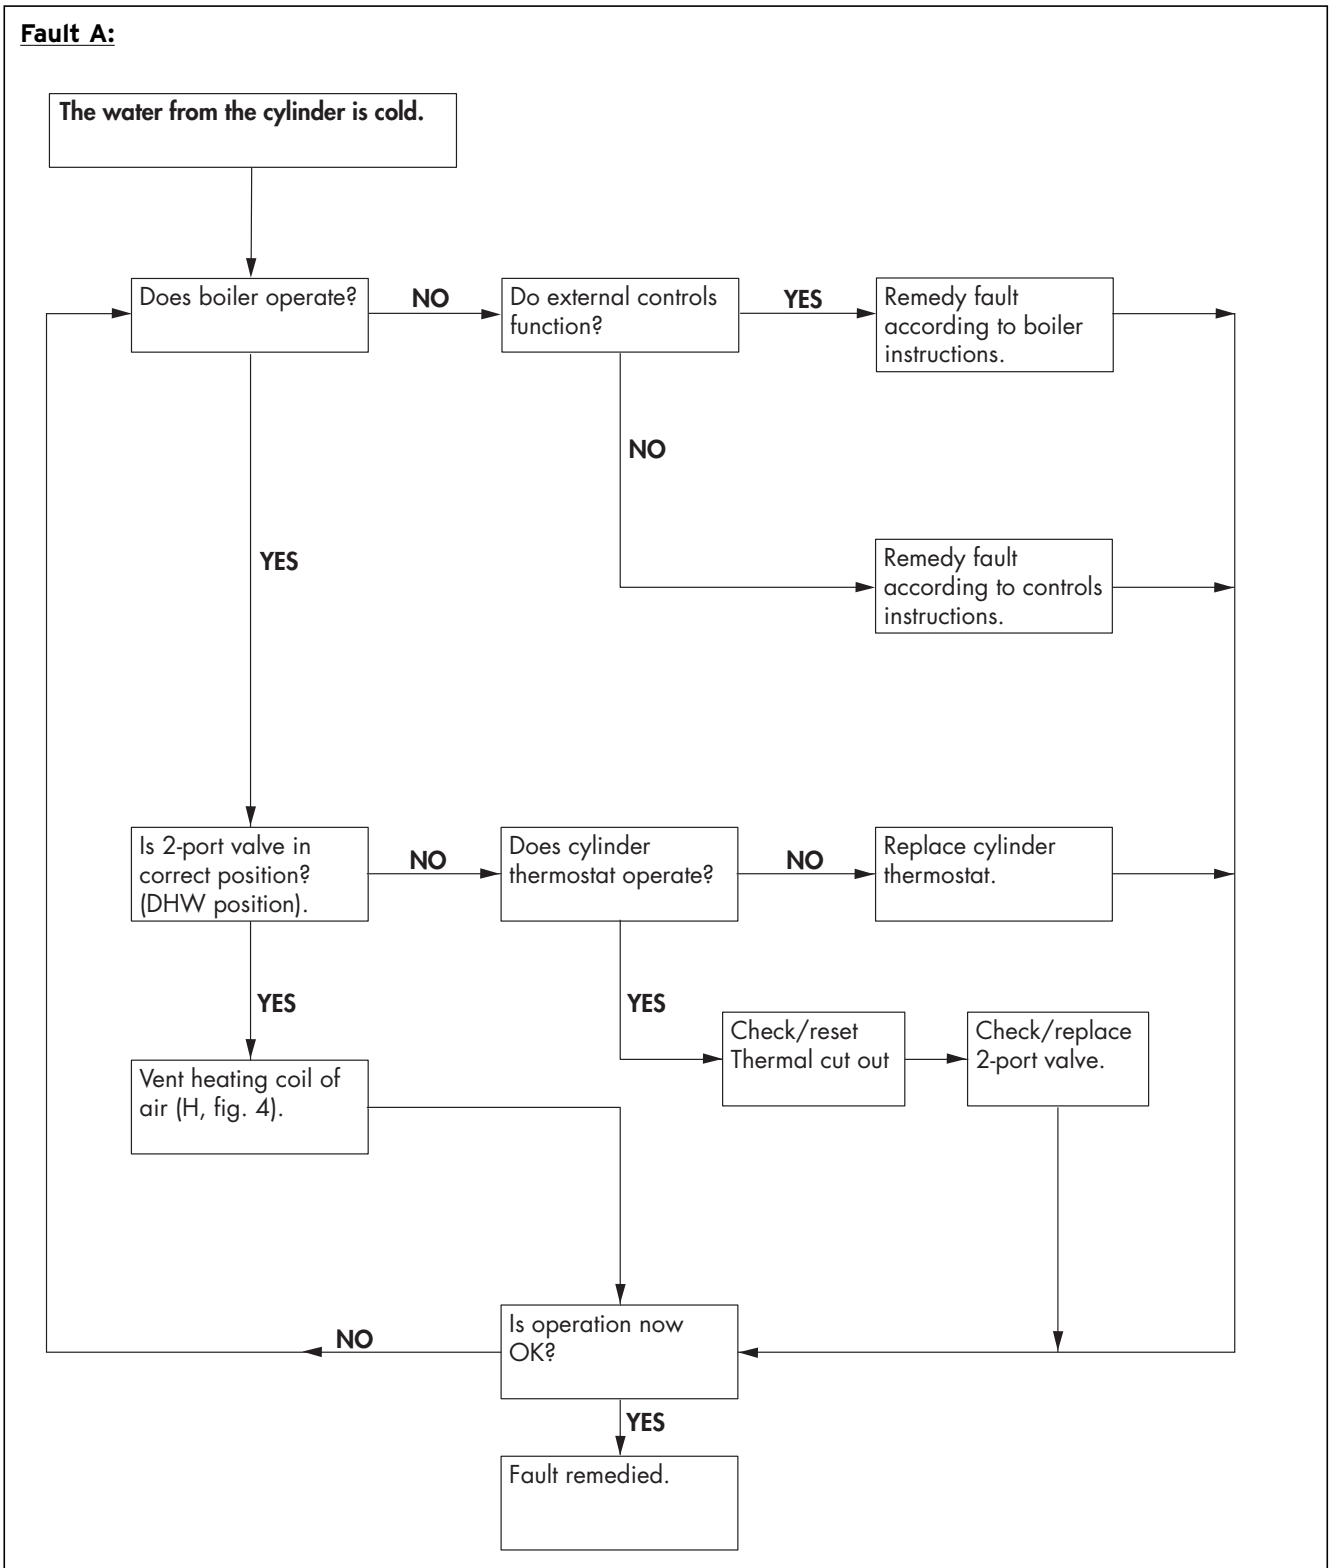 Fault A:
The water from the cylinder is cold.
Does boiler operate?
NO
Do external controls
function?
YES
Remedy fault
according to boiler
instructions.
NO
YES
Remedy fault
according to controls
instructions.
Is 2-port valve in
correct position?
(DHW position).
NO
Does cylinder
thermostat operate?
NO
Replace cylinder
thermostat.
YES
YES
Check/reset
Thermal cut out
Check/replace
2-port valve.
Vent heating coil of
air (H, fig. 4).
Is operation now
OK?
NO
YES
Fault remedied.